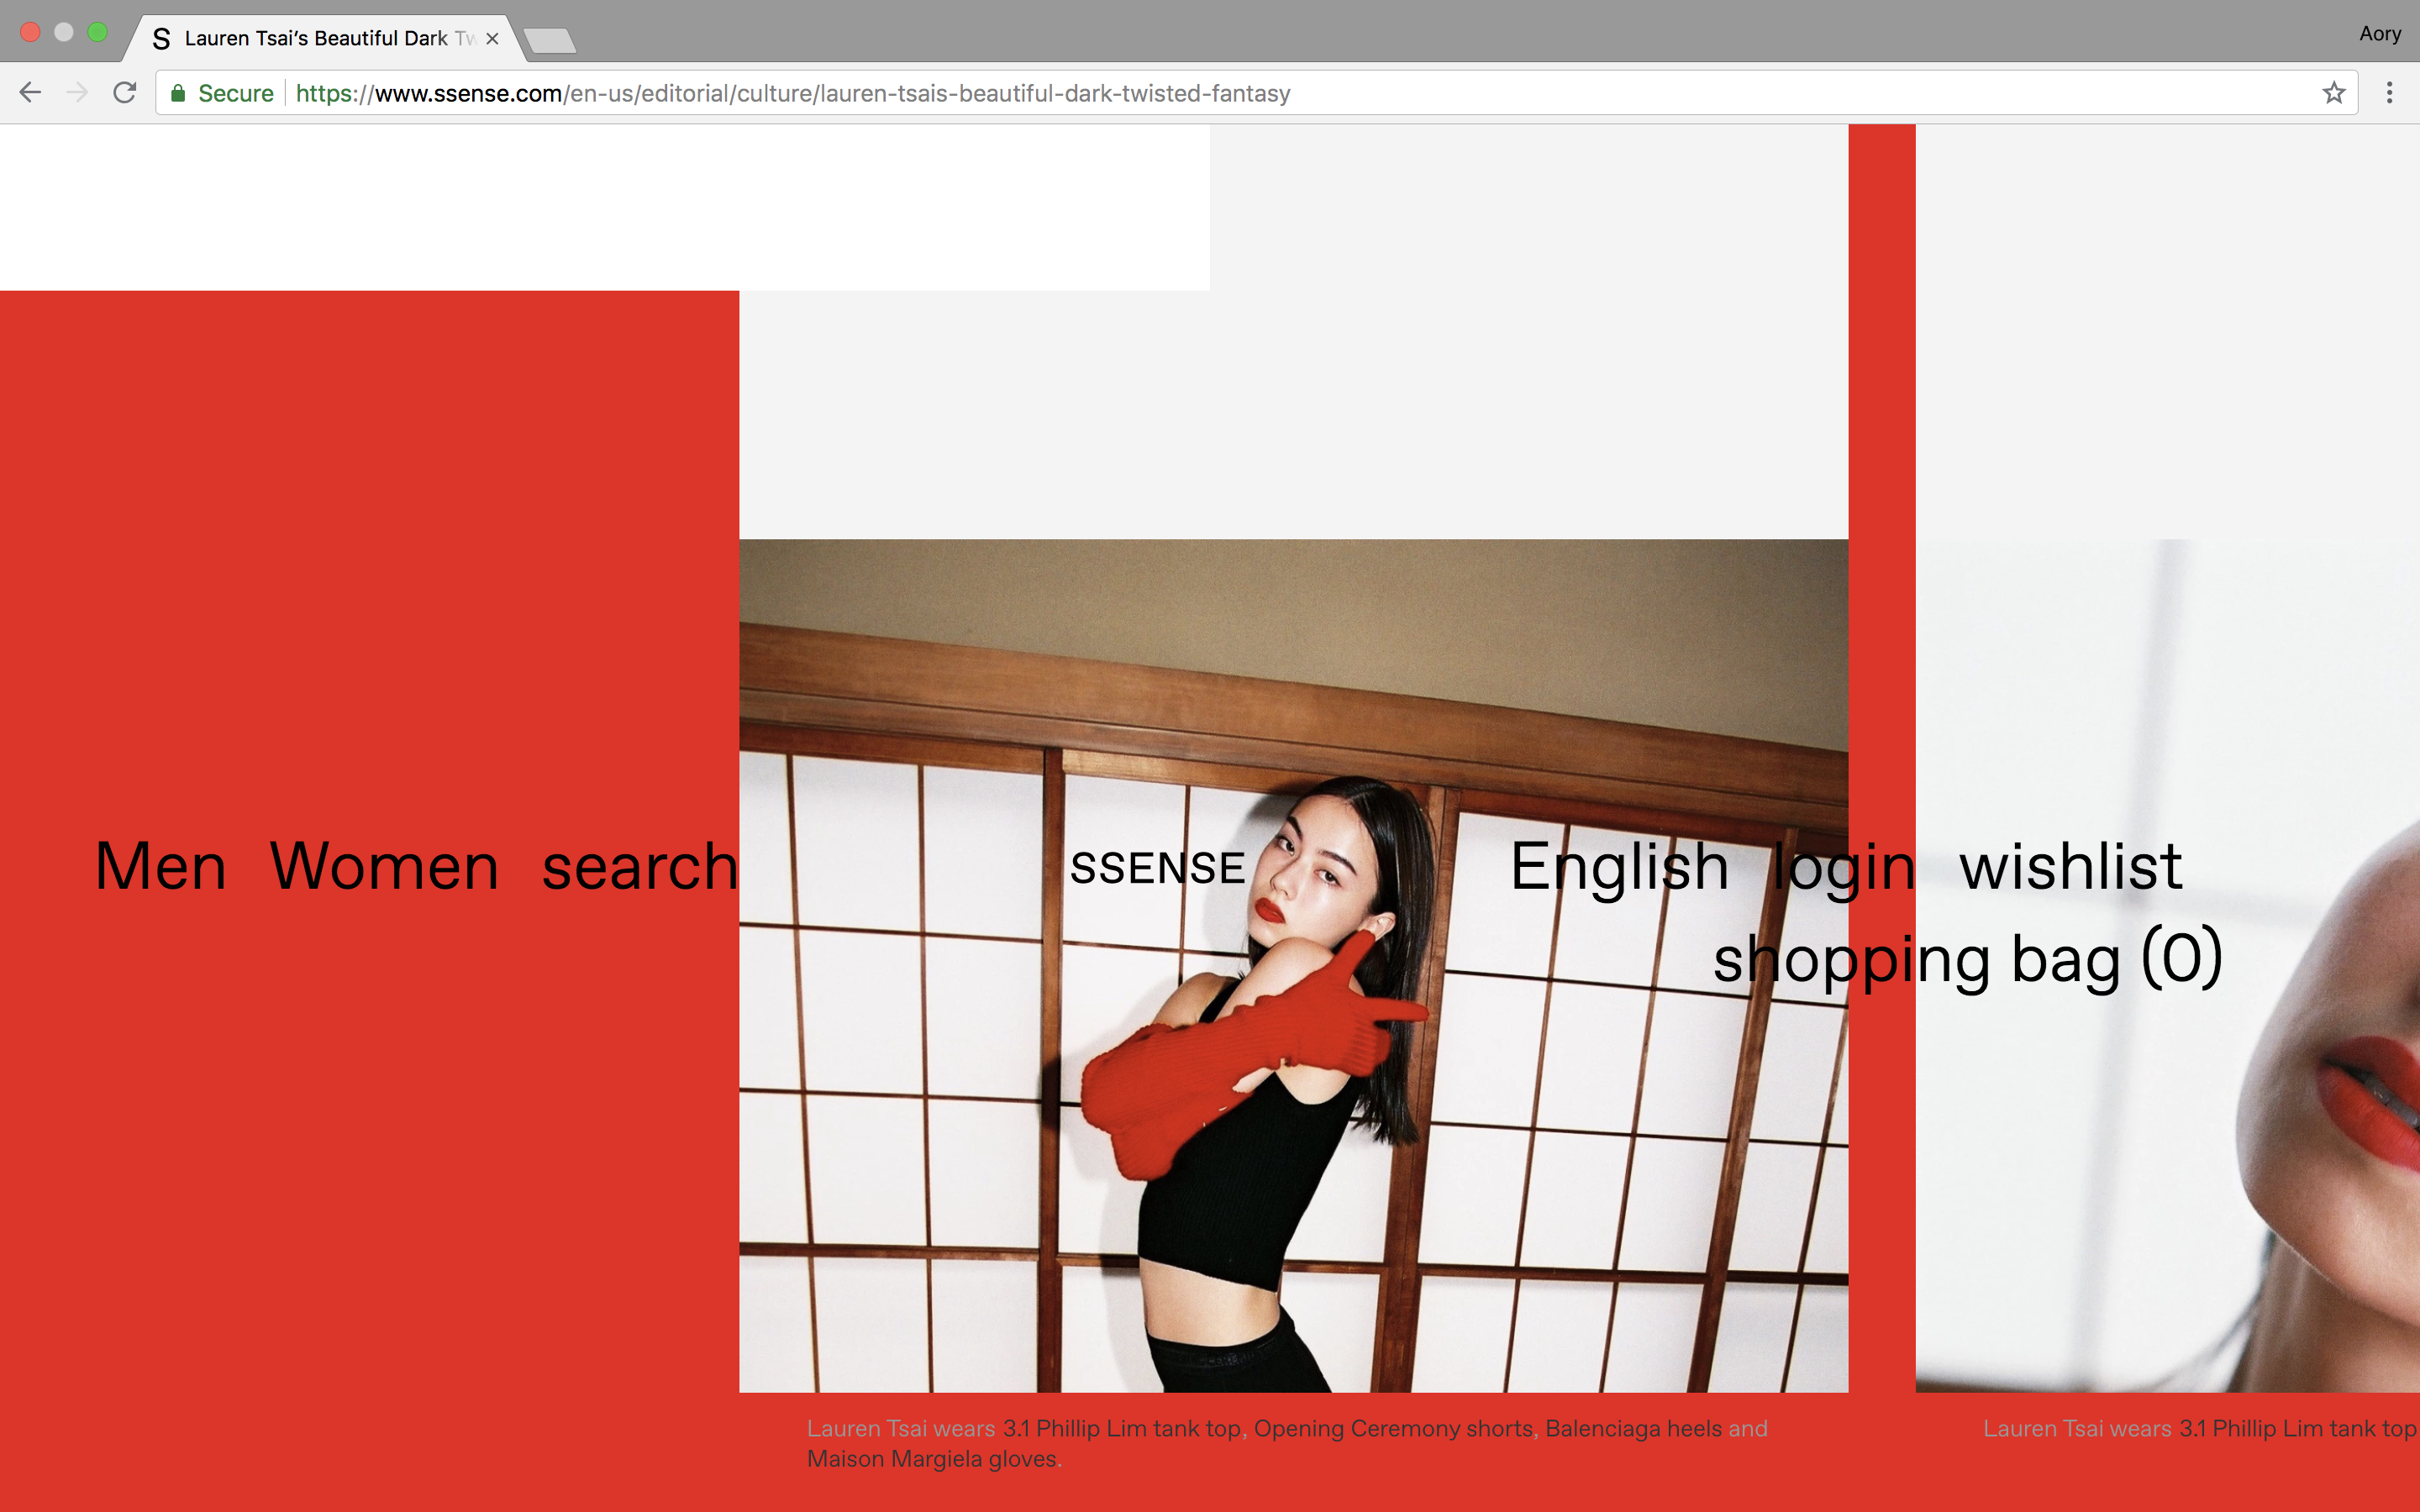 Lauren Tsai's Beautiful Dark Tw
Aory
Secure https://www.ssense.com/en-us/editorial/culture/lauren-tsais-beautiful-dark-twisted-fantasy
Men Women search SSENSE English login wishlist
shopping bag (0)
Lauren Tsai wears 3.1 Phillip Lim tank top, Opening Ceremony shorts, Balenciaga heels and
Maison Margiela gloves.
Lauren Tsai wears 3.1 Phillip Lim tank top